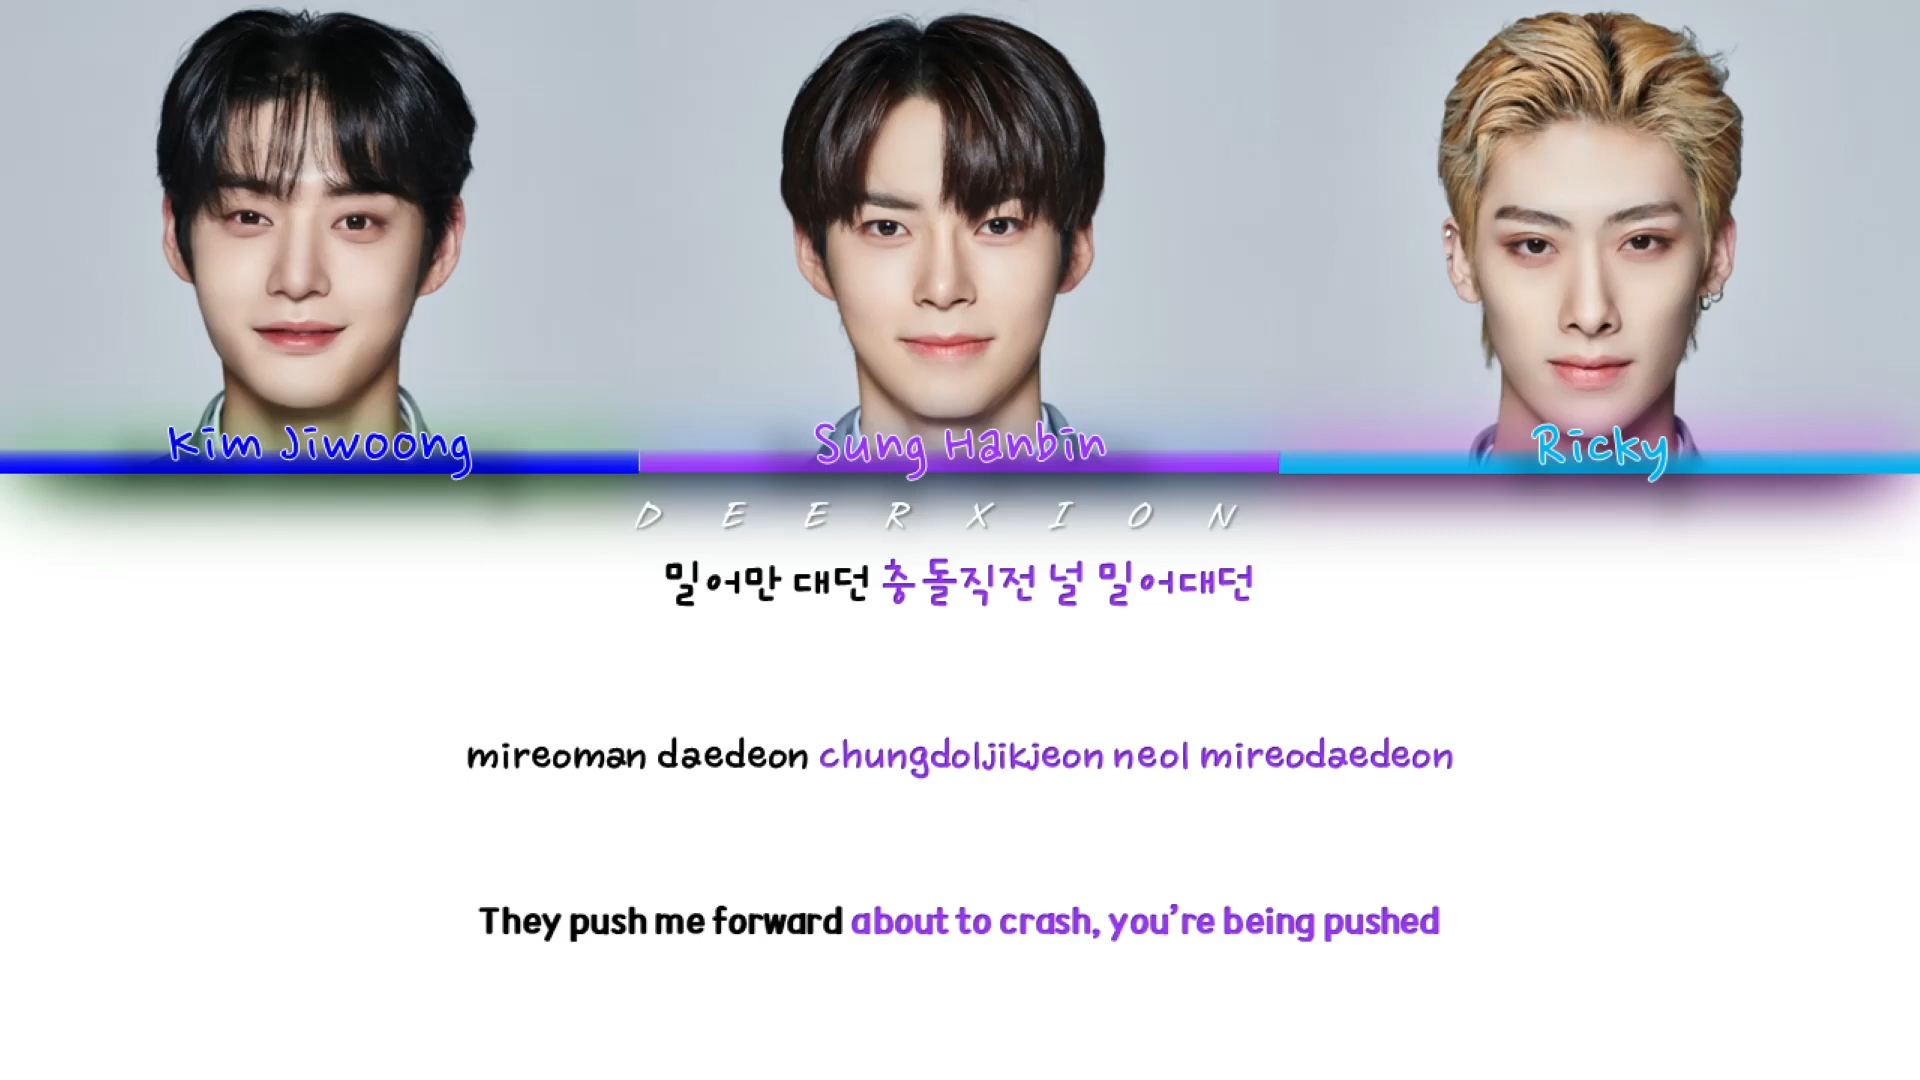 Kim Jiwoong
Sung Hanbin
Ricky
DEERXION
밀어만 대던 충돌직전 널 밀어대던
mireoman daedeon chungdoljikjeon neol mireodaedeon
They push me forward about to crash, you're being pushed